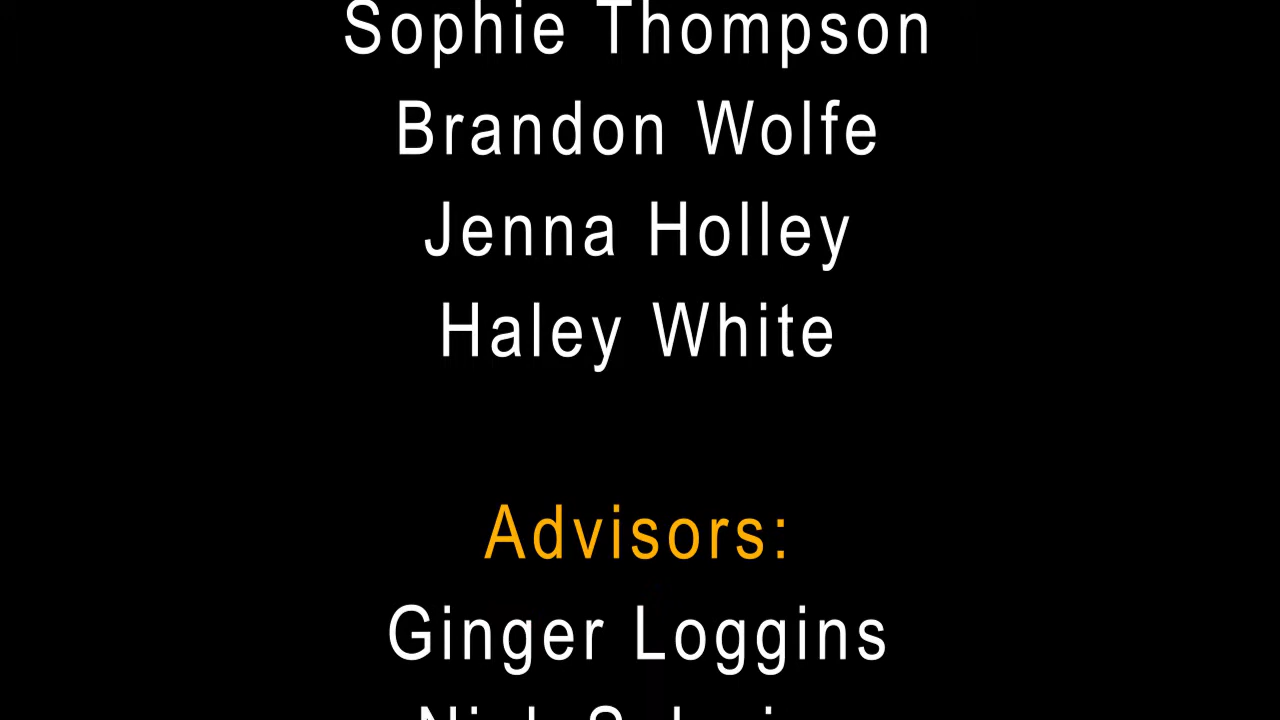 Sophie Thompson
Brandon Wolfe
Jenna Holley
Haley White
Advisors:
Ginger Loggins